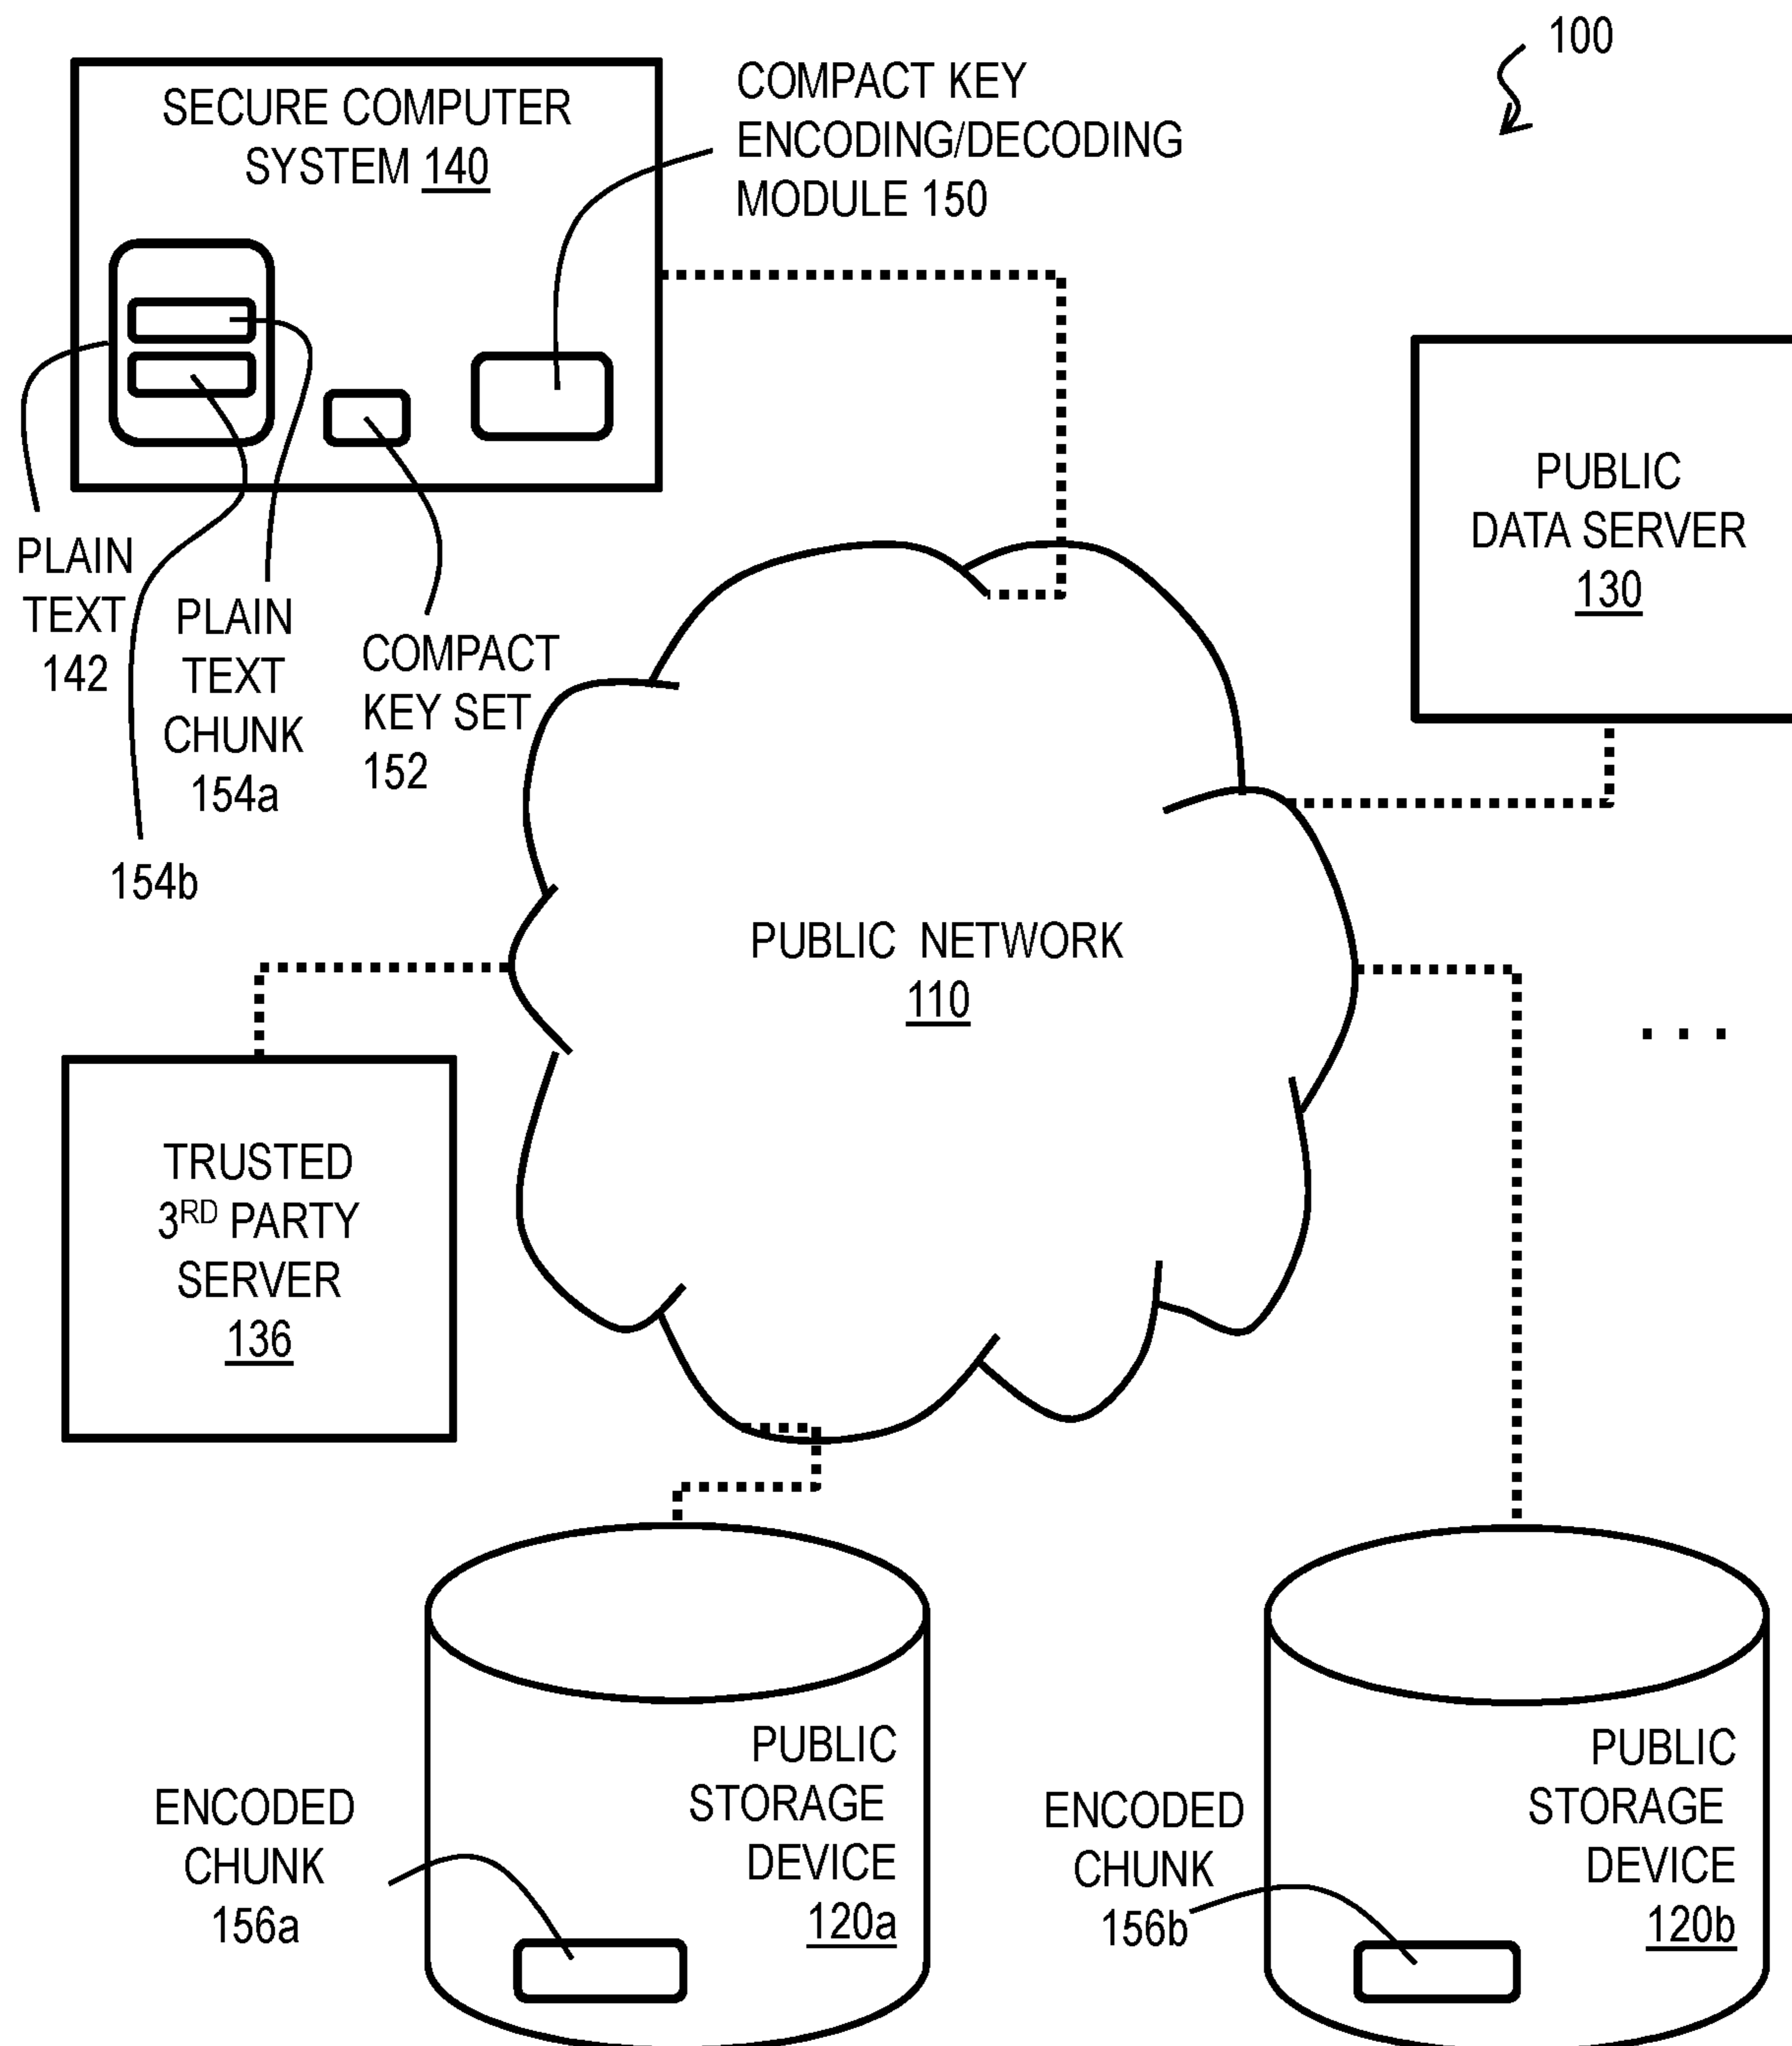 100
SECURE COMPUTER
SYSTEM 140
COMPACT KEY
ENCODING/DECODING
MODULE 150
PLAIN
TEXT
142
PLAIN
TEXT
CHUNK
154a
154b
COMPACT
KEY SET
152
PUBLIC
DATA SERVER
130
PUBLIC NETWORK
110
. . .
TRUSTED
3RD PARTY
SERVER
136
ENCODED
CHUNK
156a
PUBLIC
STORAGE
DEVICE
120a
ENCODED
CHUNK
156b
PUBLIC
STORAGE
DEVICE
120b